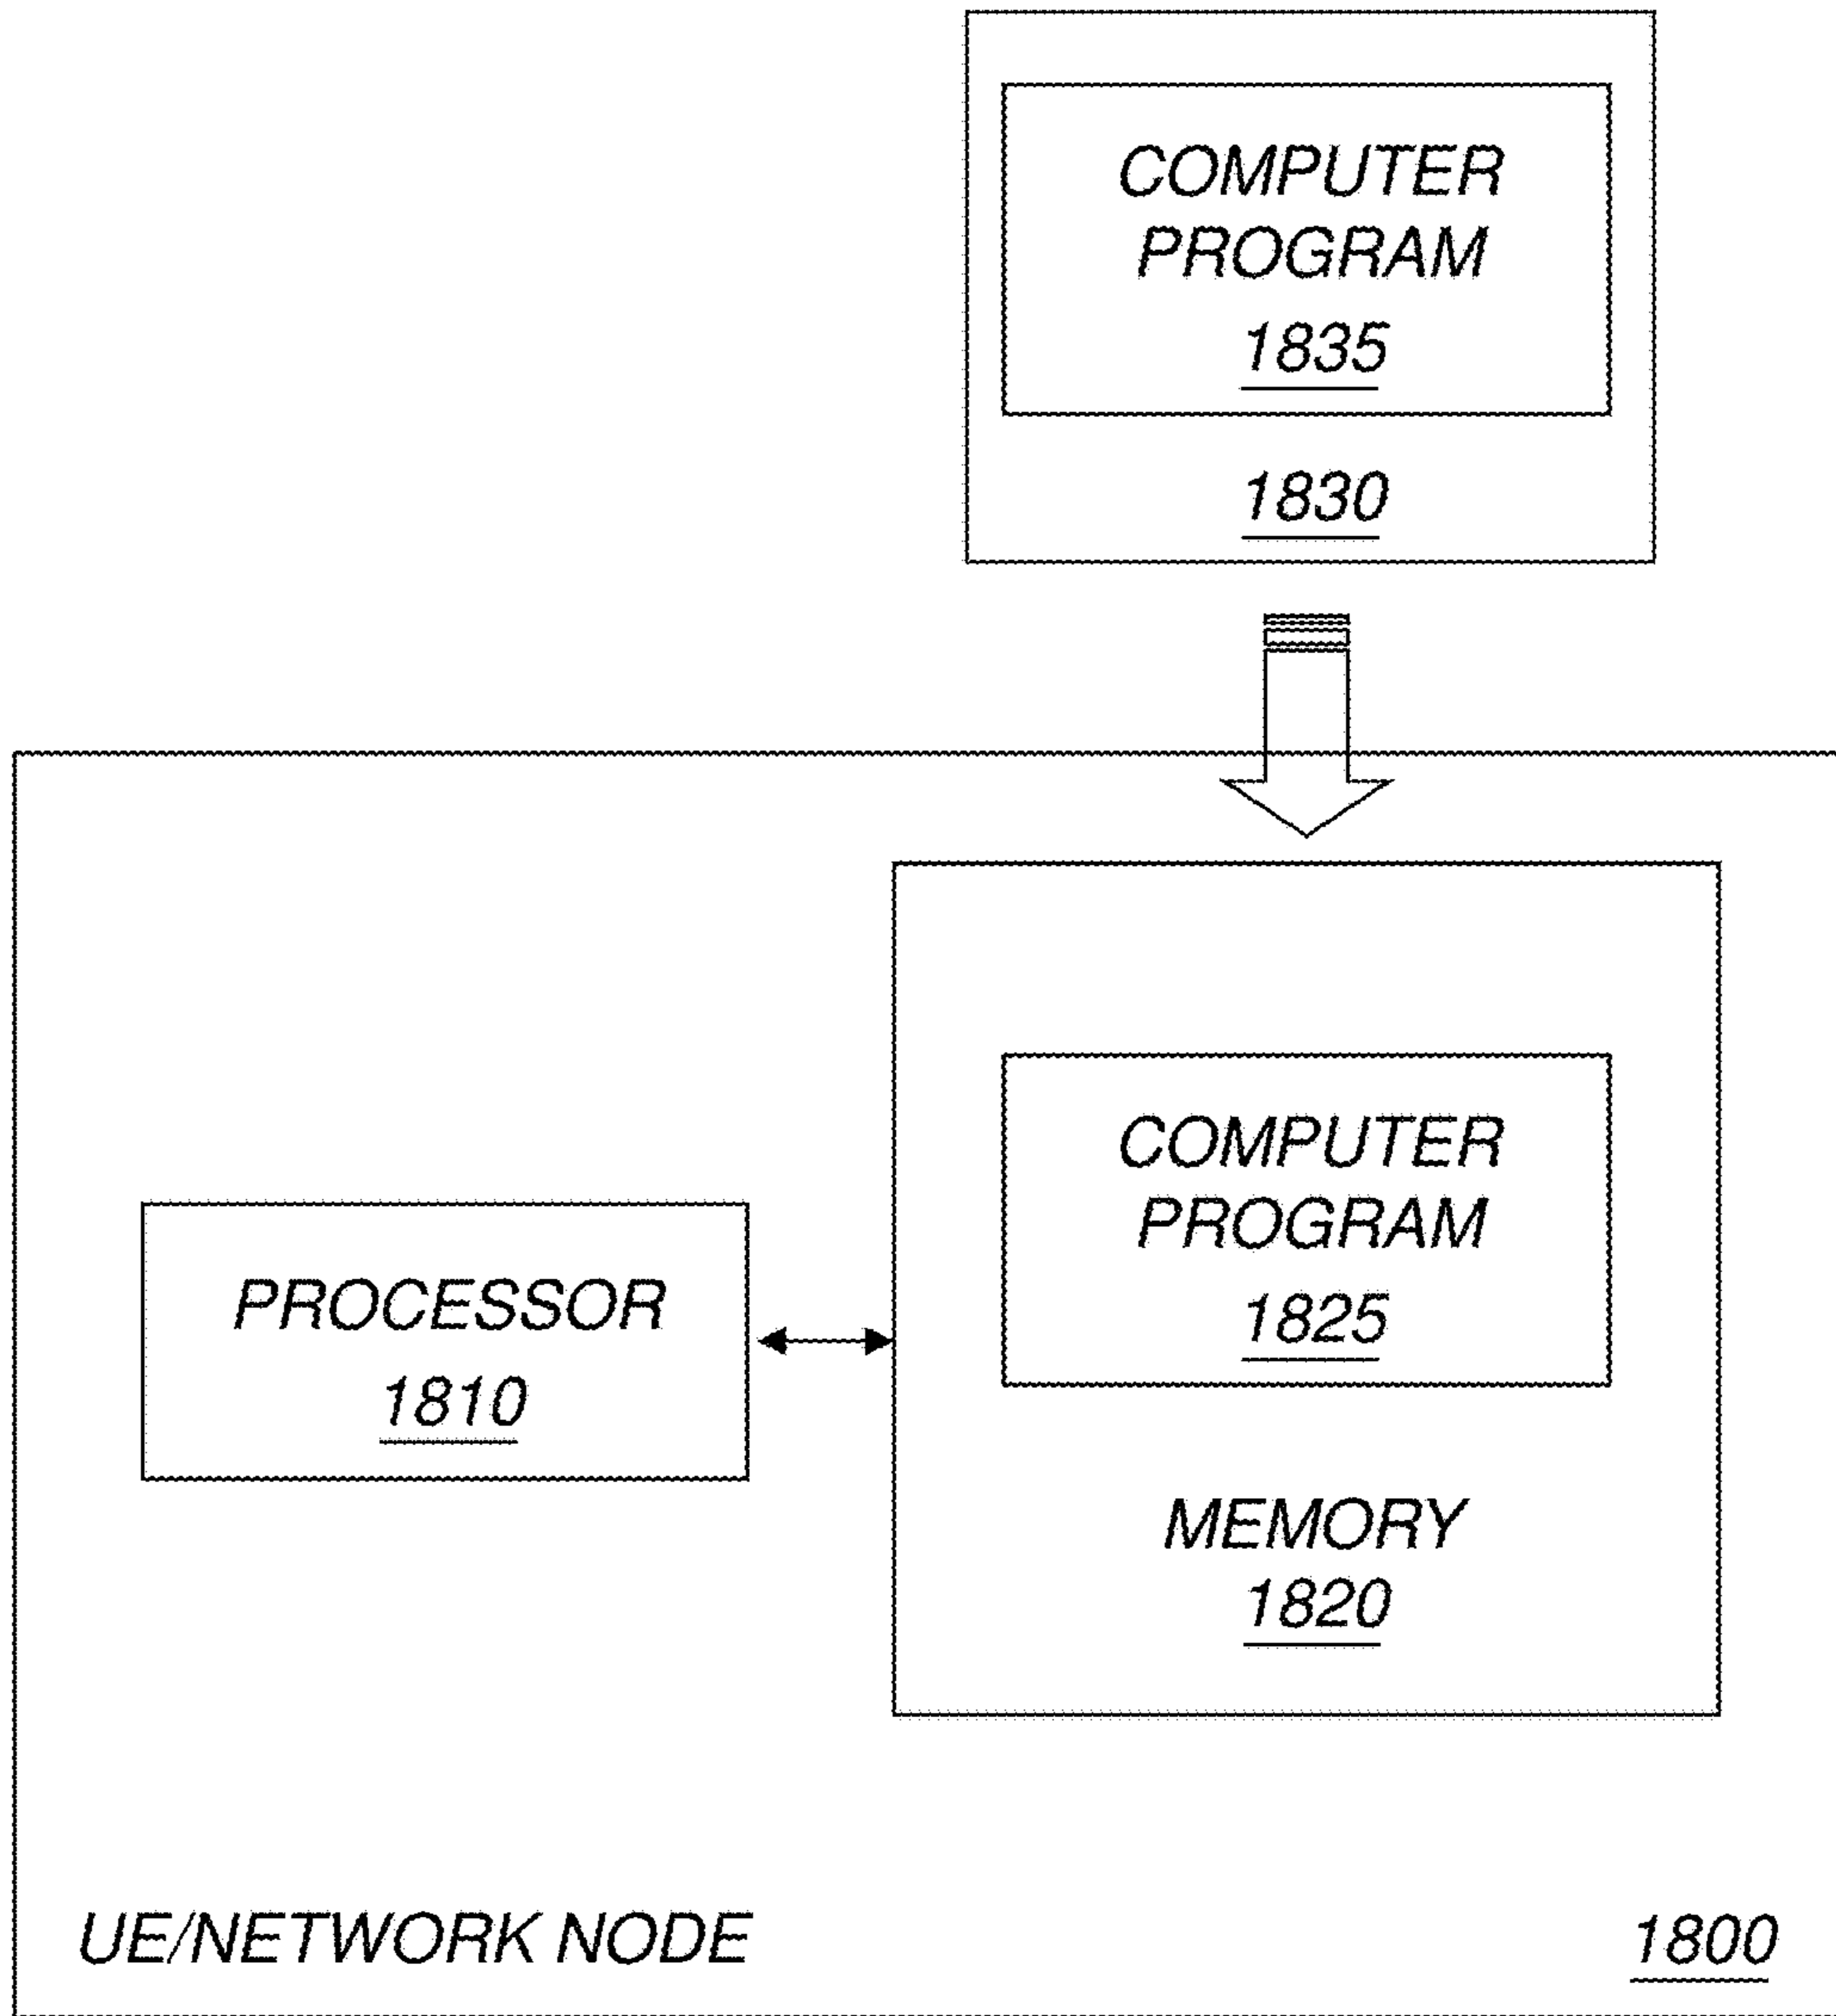 COMPUTER
PROGRAM
1835
1830
COMPUTER
PROGRAM
1825
PROCESSOR
1810
MEMORY
1820
UE/NETWORK NODE
1800